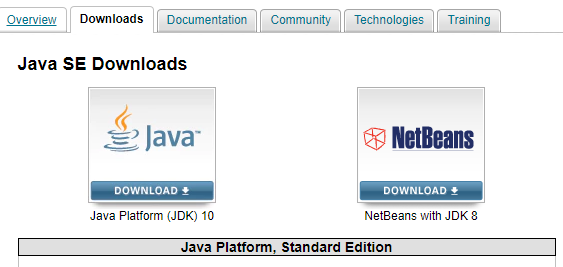 Overview Downloads Documentation Community Technologies Training
Java SE Downloads
Java™ NetBeans
DOWNLOAD DOWNLOAD
Java Platform (JDK) 10 NetBeans with JDK 8
Java Platform, Standard Edition